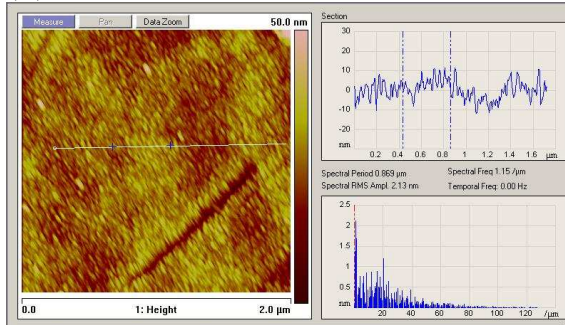 Measure
Pan
Data Zoom
50.0 nm
0.0
1: Height
2.0 µm
Section
30
20
10
0
-10
-20
nm
0.2 0.4 0.6 0.8 1.0 1.2 1.4 1.6
µm
Spectral Period 0.869 µm
Spectral Freq 1.15 /µm
Spectral RMS Ampl. 2.13 nm
Temporal Freq: 0.00 Hz
2.5
2
1.5
1
0.5
nm
20 40 60 80 100 120 /µm